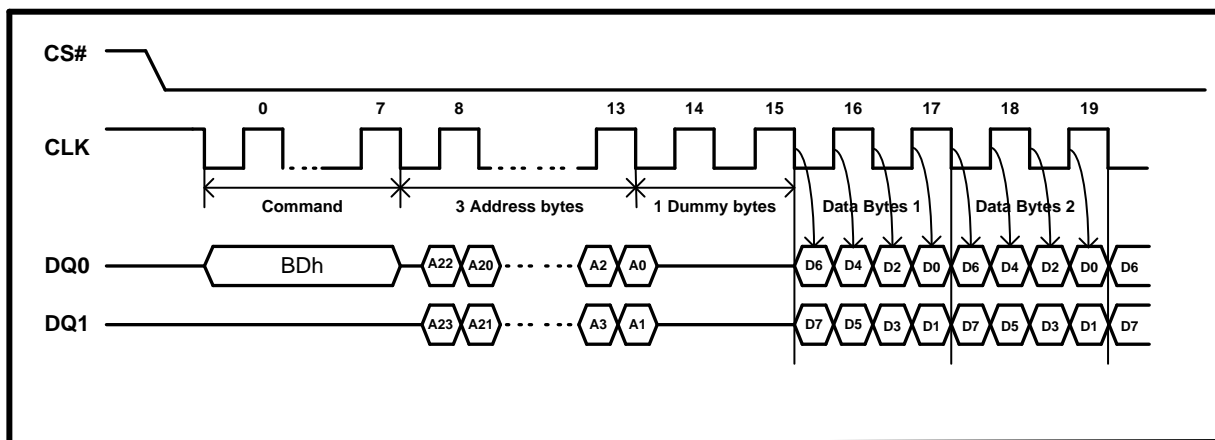 CS#
0 7 8 13 14 15 16 17 18 19
CLK
Command 3 Address bytes 1 Dummy bytes Data Bytes 1 Data Bytes 2
DQ0 BDh A22 A20 A2 A0 D6 D4 D2 D0 D6 D4 D2 D0 D6
DQ1 A23 A21 A3 A1 D7 D5 D3 D1 D7 D5 D3 D1 D7